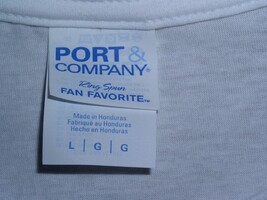 PORT &
COMPANY®
Ring Spun
FAN FAVORITE™
Made in Honduras
Fabriqué au Honduras
Hecho en Honduras
L | G | G